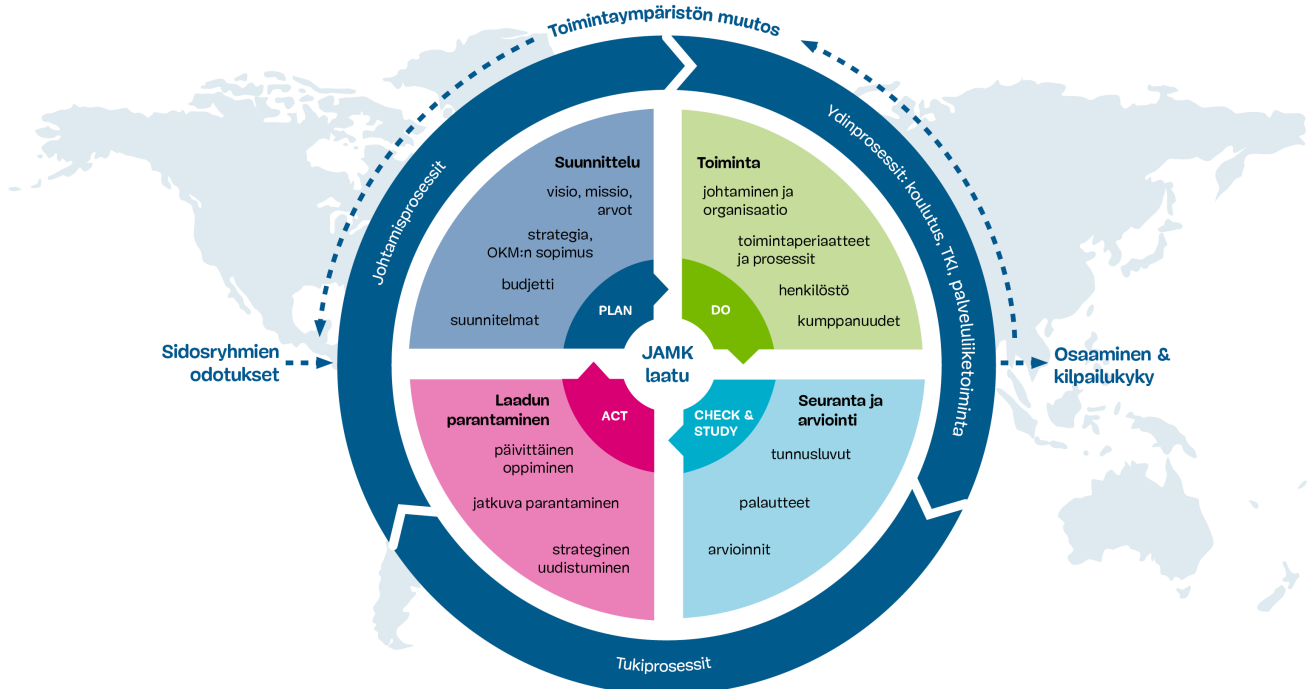 Toimintaympäristön muutos
Johtamisprosessit
Ydinprosessit: koulutus, TKI, palveluliiketoiminta
Tukiprosessit
Sidosryhmien
odotukset
Osaaminen &
kilpailukyky
Suunnittelu
visio, missio,
arvot
strategia,
OKM:n sopimus
budjetti
suunnitelmat
PLAN
Toiminta
johtaminen ja
organisaatio
toimintaperiaatteet
ja prosessit
henkilöstö
kumppanuudet
DO
JAMK
laatu
Laadun
parantaminen
päivittäinen
oppiminen
jatkuva parantaminen
strateginen
uudistuminen
ACT
CHECK &
STUDY
Seuranta ja
arviointi
tunnusluvut
palautteet
arvioinnit